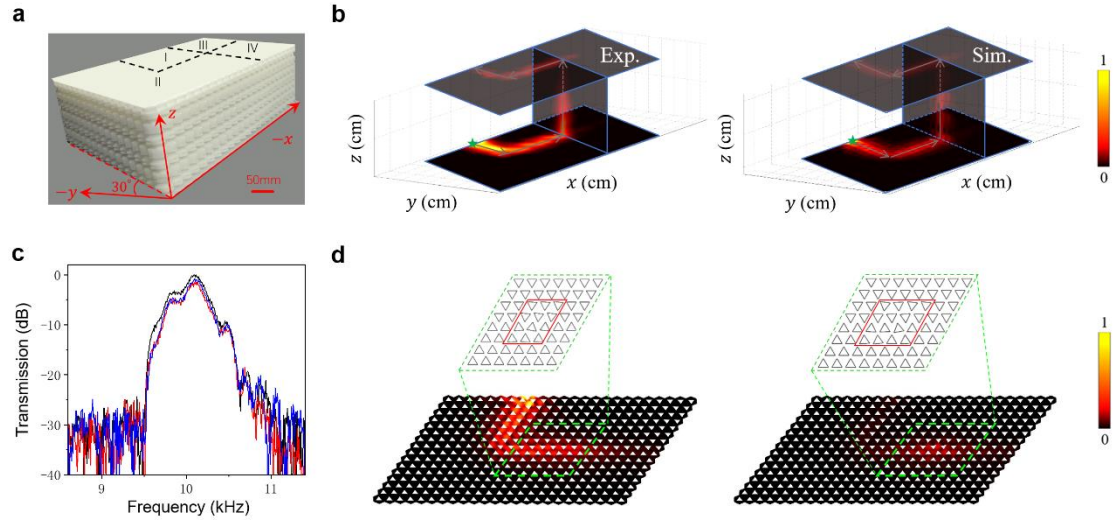 a
III
IV
I
II
z
−x
−y
30°
50mm
b
Exp.
z (cm)
y (cm)
x (cm)
Sim.
z (cm)
y (cm)
x (cm)
1
0
c
0
−10
−20
−30
−40
Transmission (dB)
9
10
11
Frequency (kHz)
d
1
0